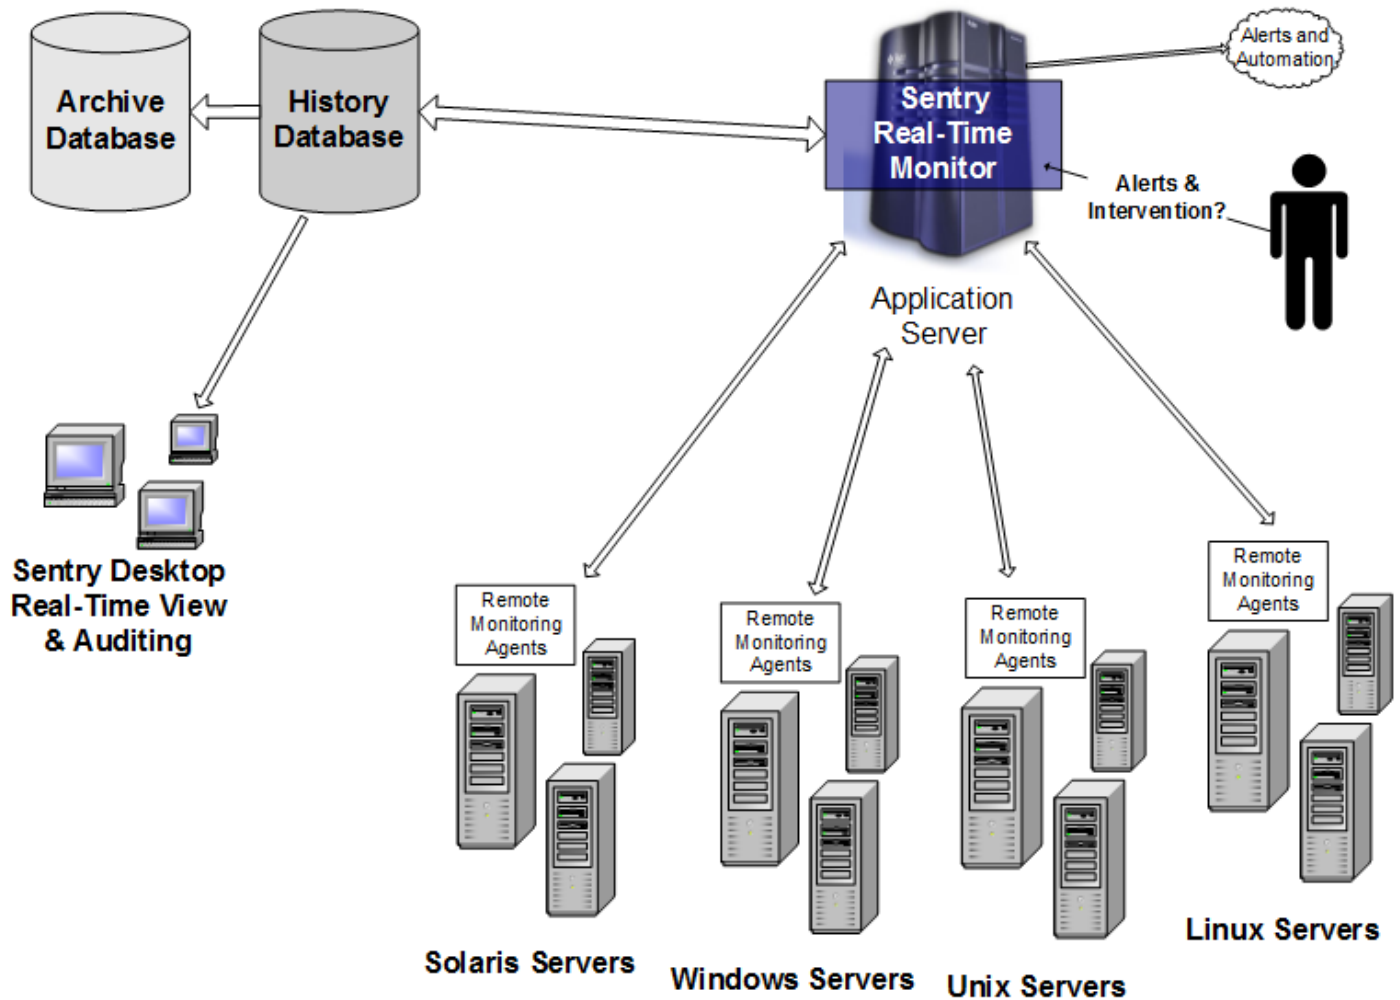 Archive
Database
History
Database
Sentry
Real-Time
Monitor
Alerts and
Automation
Alerts &
Intervention?
Application
Server
Sentry Desktop
Real-Time View
& Auditing
Remote
Monitoring
Agents
Remote
Monitoring
Agents
Remote
Monitoring
Agents
Remote
Monitoring
Agents
Solaris Servers
Windows Servers
Unix Servers
Linux Servers